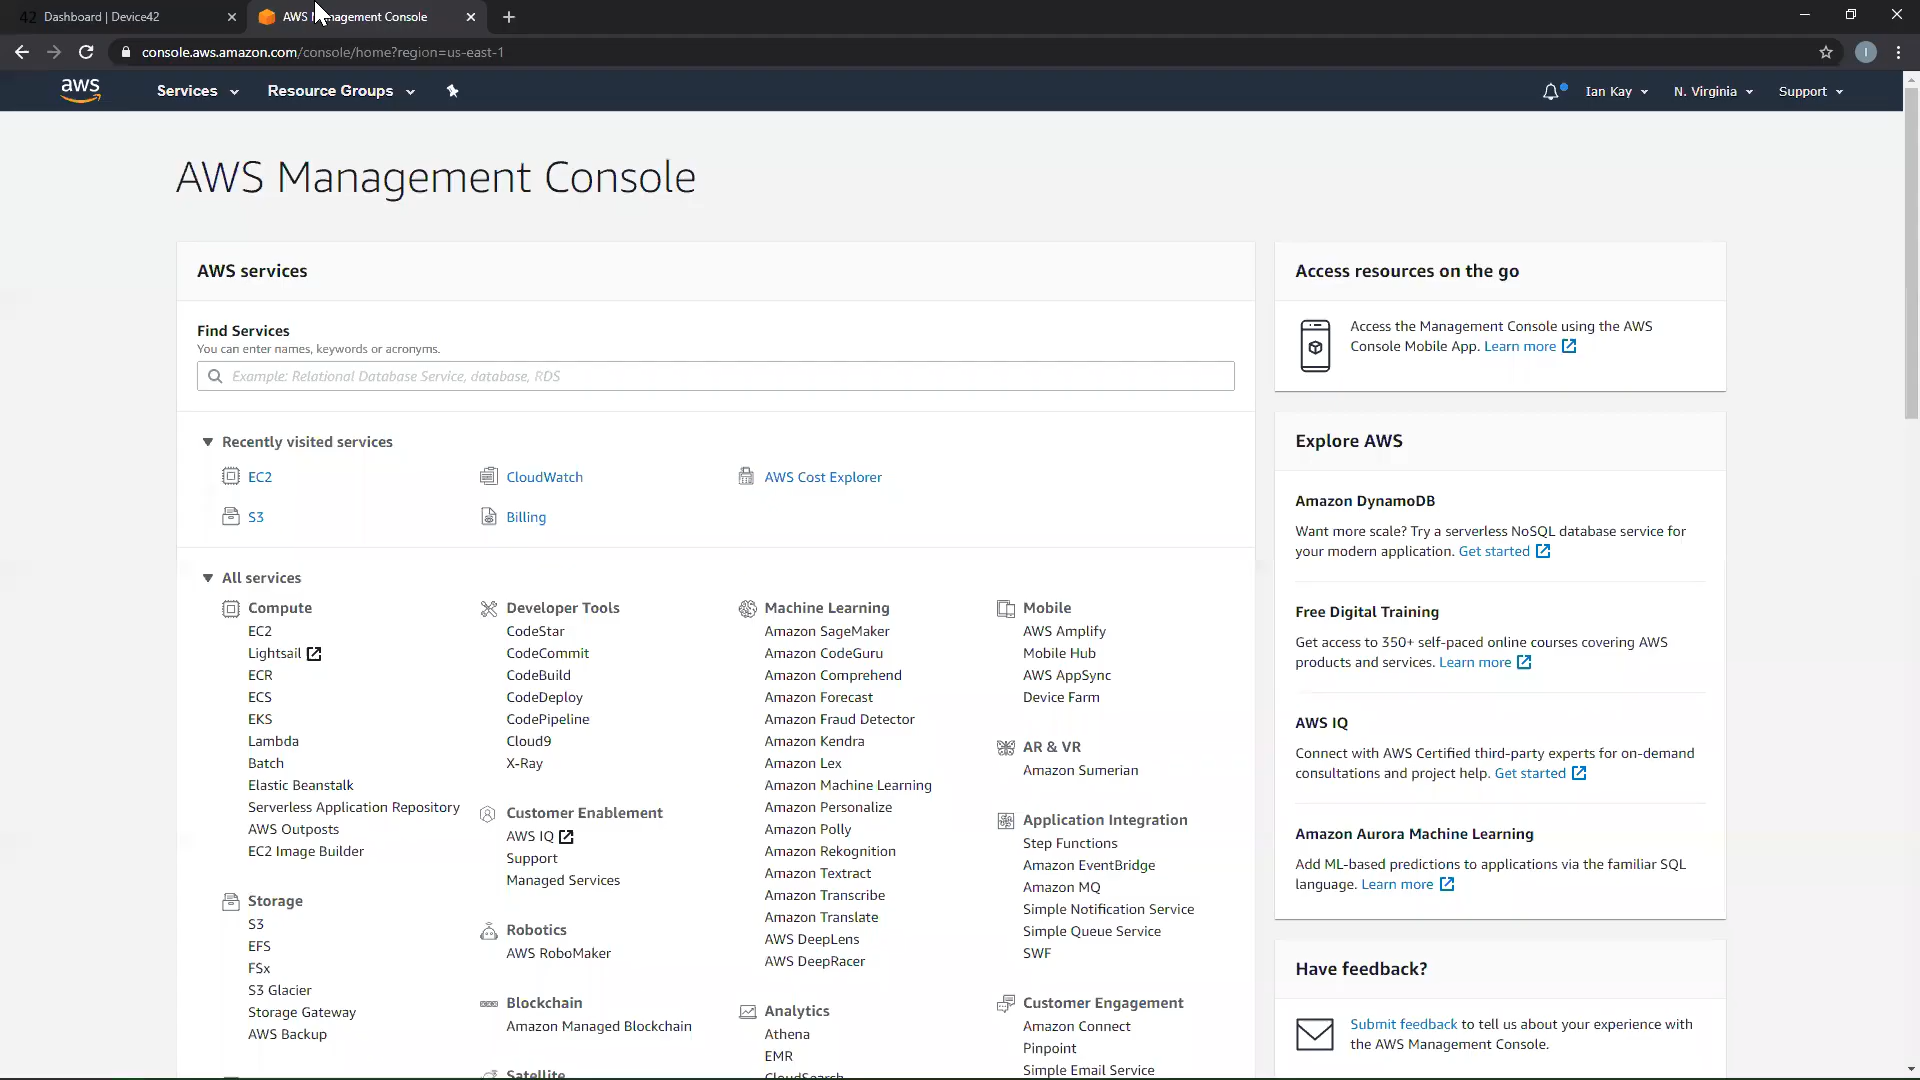 42 Dashboard | Device42
AWS Management Console
console.aws.amazon.com/console/home?region=us-east-1
aws
Services
Resource Groups
Ian Kay
N. Virginia
Support
AWS Management Console
AWS services
Find Services
You can enter names, keywords or acronyms.
Example: Relational Database Service, database, RDS
Recently visited services
EC2
CloudWatch
AWS Cost Explorer
S3
Billing
All services
Compute
EC2
Lightsail
ECR
ECS
EKS
Lambda
Batch
Elastic Beanstalk
Serverless Application Repository
AWS Outposts
EC2 Image Builder
Storage
S3
EFS
FSx
S3 Glacier
Storage Gateway
AWS Backup
Developer Tools
CodeStar
CodeCommit
CodeBuild
CodeDeploy
CodePipeline
Cloud9
X-Ray
Customer Enablement
AWS IQ
Support
Managed Services
Robotics
AWS RoboMaker
Blockchain
Amazon Managed Blockchain
Satellite
Machine Learning
Amazon SageMaker
Amazon CodeGuru
Amazon Comprehend
Amazon Forecast
Amazon Fraud Detector
Amazon Kendra
Amazon Lex
Amazon Machine Learning
Amazon Personalize
Amazon Polly
Amazon Rekognition
Amazon Textract
Amazon Transcribe
Amazon Translate
AWS DeepLens
AWS DeepRacer
Analytics
Athena
EMR
CloudSearch
Mobile
AWS Amplify
Mobile Hub
AWS AppSync
Device Farm
AR & VR
Amazon Sumerian
Application Integration
Step Functions
Amazon EventBridge
Amazon MQ
Simple Notification Service
Simple Queue Service
SWF
Customer Engagement
Amazon Connect
Pinpoint
Simple Email Service
Access resources on the go
Access the Management Console using the AWS
Console Mobile App. Learn more
Explore AWS
Amazon DynamoDB
Want more scale? Try a serverless NoSQL database service for
your modern application. Get started
Free Digital Training
Get access to 350+ self-paced online courses covering AWS
products and services. Learn more
AWS IQ
Connect with AWS Certified third-party experts for on-demand
consultations and project help. Get started
Amazon Aurora Machine Learning
Add ML-based predictions to applications via the familiar SQL
language. Learn more
Have feedback?
Submit feedback to tell us about your experience with
the AWS Management Console.